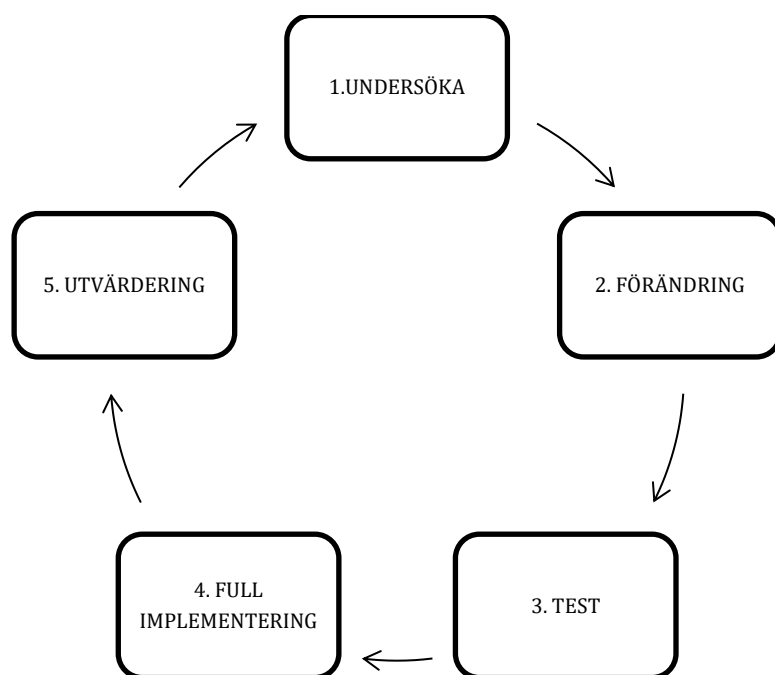 1.UNDERSÖKA
2. FÖRÄNDRING
3. TEST
4. FULL
IMPLEMENTERING
5. UTVÄRDERING